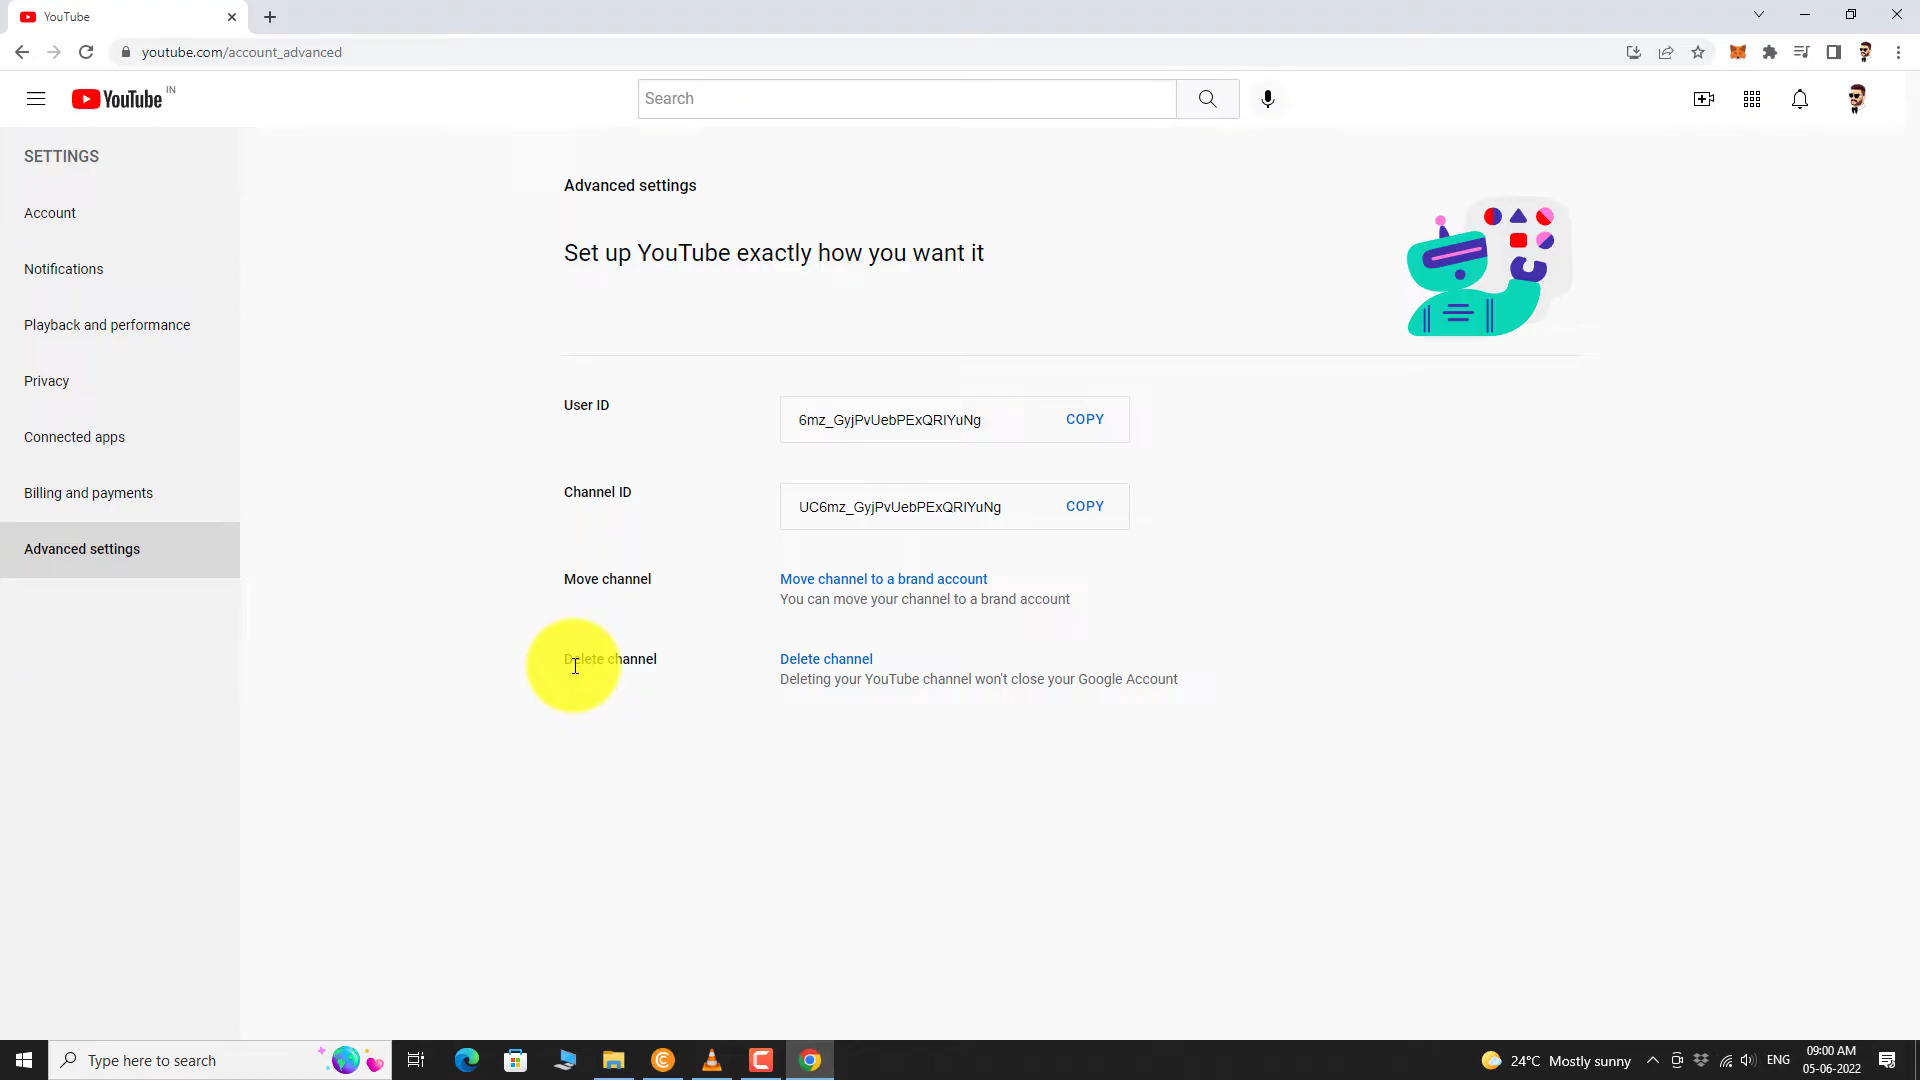 YouTube
youtube.com/account_advanced
YouTube IN
Search
SETTINGS
Account
Notifications
Playback and performance
Privacy
Connected apps
Billing and payments
Advanced settings
Advanced settings
Set up YouTube exactly how you want it
User ID
6mz_GyjPvUebPExQRIYuNg COPY
Channel ID
UC6mz_GyjPvUebPExQRIYuNg COPY
Move channel
Move channel to a brand account
You can move your channel to a brand account
Delete channel
Delete channel
Deleting your YouTube channel won't close your Google Account
Type here to search
24°C Mostly sunny
ENG
09:00 AM
05-06-2022